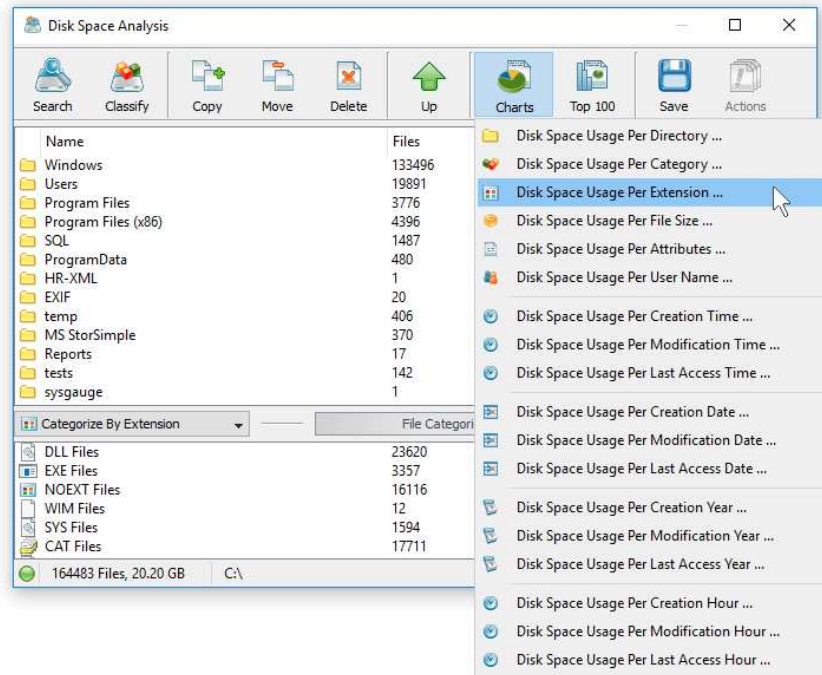 Disk Space Analysis
Search Classify Copy Move Delete Up Charts Top 100 Save Actions
Name Files
Windows 133496
Users 19891
Program Files 3776
Program Files (x86) 4396
SQL 1487
ProgramData 480
HR-XML 1
EXIF 20
temp 406
MS StorSimple 370
Reports 17
tests 142
sysgauge 1
Categorize By Extension File Categori
DLL Files 23620
EXE Files 3357
NOEXT Files 16116
WIM Files 12
SYS Files 1594
CAT Files 17711
164483 Files, 20.20 GB C:\
Disk Space Usage Per Directory ...
Disk Space Usage Per Category ...
Disk Space Usage Per Extension ...
Disk Space Usage Per File Size ...
Disk Space Usage Per Attributes ...
Disk Space Usage Per User Name ...
Disk Space Usage Per Creation Time ...
Disk Space Usage Per Modification Time ...
Disk Space Usage Per Last Access Time ...
Disk Space Usage Per Creation Date ...
Disk Space Usage Per Modification Date ...
Disk Space Usage Per Last Access Date ...
Disk Space Usage Per Creation Year ...
Disk Space Usage Per Modification Year ...
Disk Space Usage Per Last Access Year ...
Disk Space Usage Per Creation Hour ...
Disk Space Usage Per Modification Hour ...
Disk Space Usage Per Last Access Hour ...